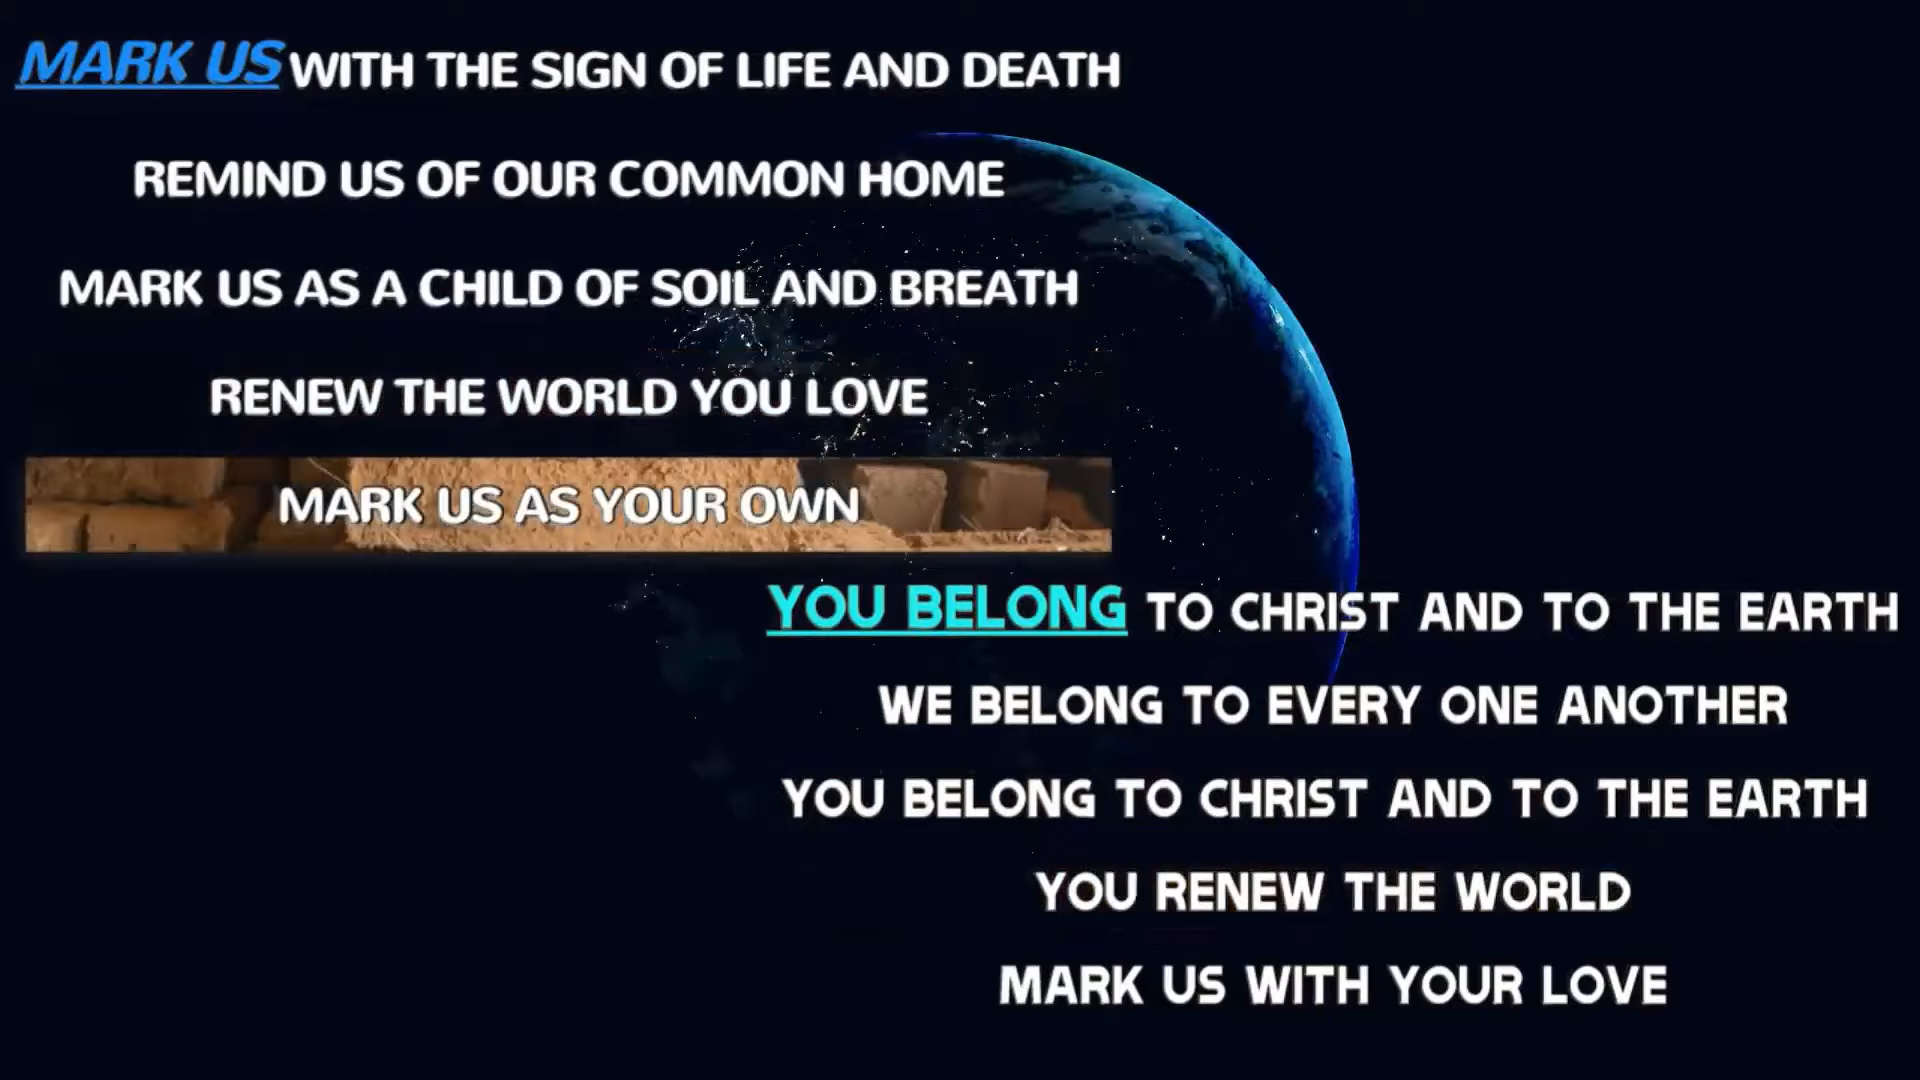 MARK US WITH THE SIGN OF LIFE AND DEATH
REMIND US OF OUR COMMON HOME
MARK US AS A CHILD OF SOIL AND BREATH
RENEW THE WORLD YOU LOVE
MARK US AS YOUR OWN
YOU BELONG TO CHRIST AND TO THE EARTH
WE BELONG TO EVERY ONE ANOTHER
YOU BELONG TO CHRIST AND TO THE EARTH
YOU RENEW THE WORLD
MARK US WITH YOUR LOVE